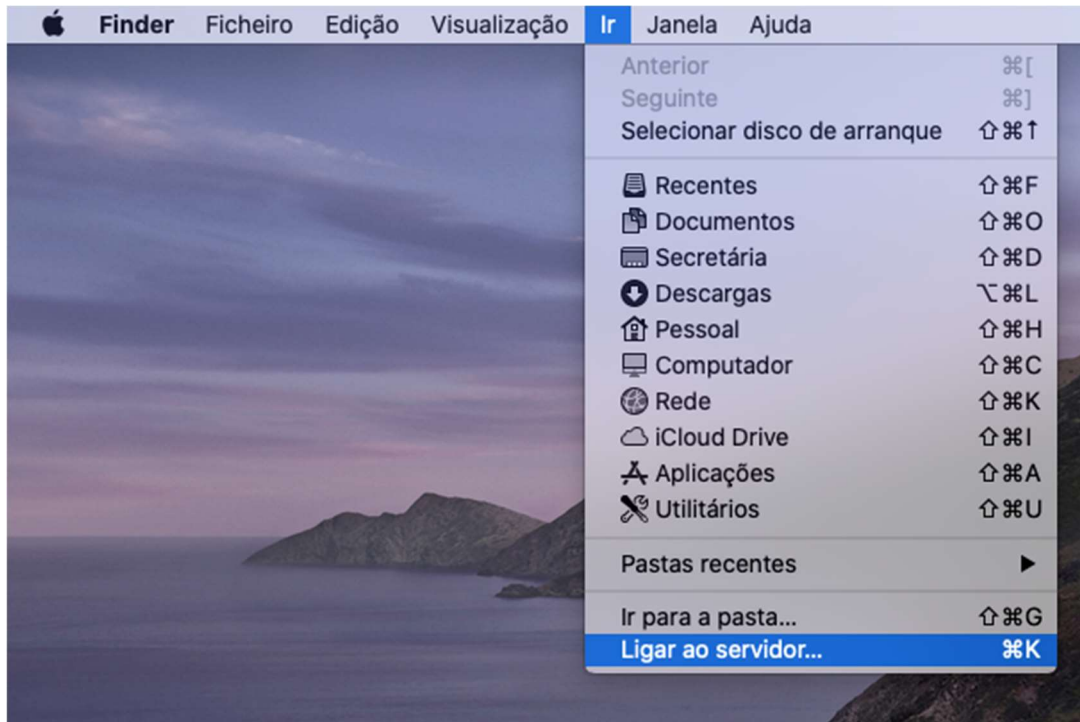 Finder Ficheiro Edição Visualização Ir Janela Ajuda
Anterior ⌘[
Seguinte ⌘]
Selecionar disco de arranque ⇧⌘↑
Recentes ⇧⌘F
Documentos ⇧⌘O
Secretária ⇧⌘D
Descargas ⌥⌘L
Pessoal ⇧⌘H
Computador ⇧⌘C
Rede ⇧⌘K
iCloud Drive ⇧⌘I
Aplicações ⇧⌘A
Utilitários ⇧⌘U
Pastas recentes ▶
Ir para a pasta... ⇧⌘G
Ligar ao servidor... ⌘K